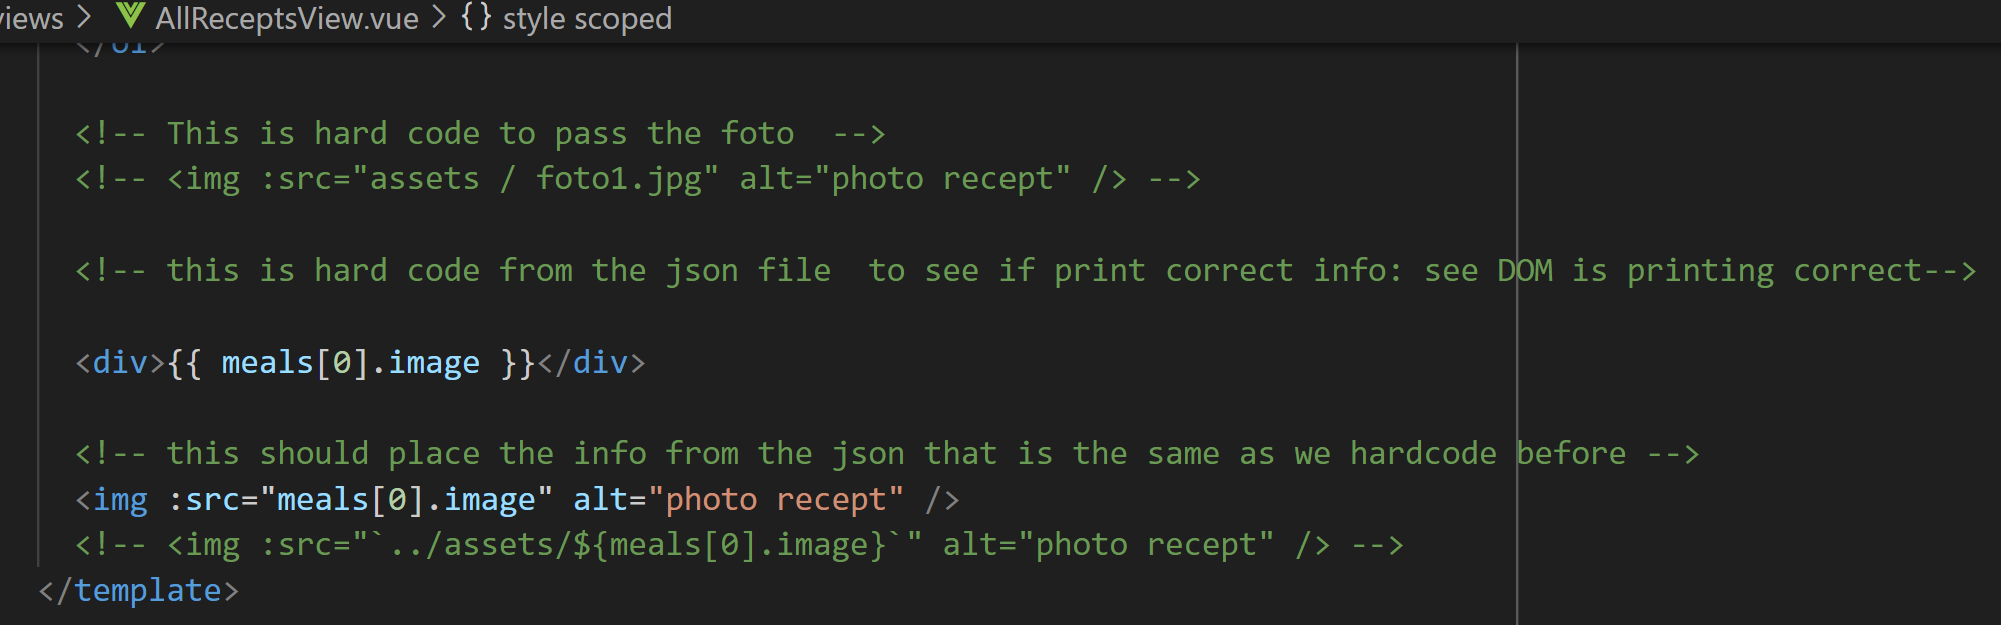 views > AllReceptsView.vue > {} style scoped
</ol>
<!-- This is hard code to pass the foto  -->
<!-- <img :src="assets / foto1.jpg" alt="photo recept" /> -->
<!-- this is hard code from the json file  to see if print correct info: see DOM is printing correct-->
<div>{{ meals[0].image }}</div>
<!-- this should place the info from the json that is the same as we hardcode before -->
<img :src="meals[0].image" alt="photo recept" />
<!-- <img :src="`../assets/${meals[0].image}`" alt="photo recept" /> -->
</template>